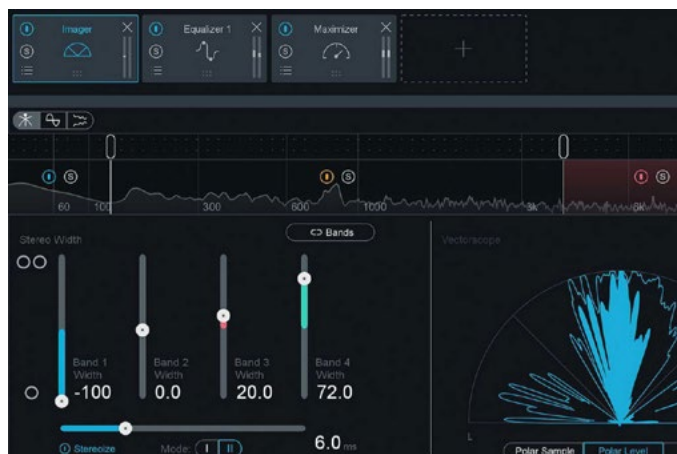 Imager Equalizer 1 Maximizer
S S S
S S S
60 100 300 600 1000 3k 8k
Stereo Width Bands Vectorscope
Band 1 Width -100
Band 2 Width 0.0
Band 3 Width 20.0
Band 4 Width 72.0
Stereoize Mode: I II 6.0 ms
L
Polar Sample Polar Level